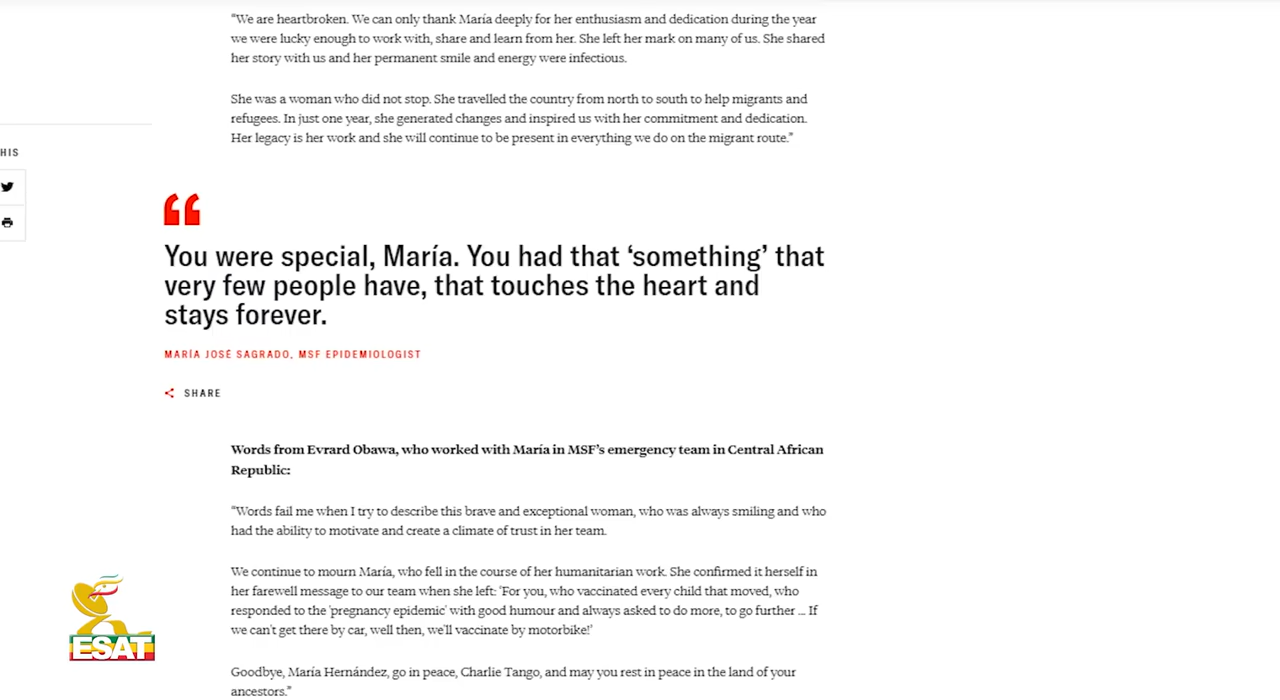 “We are heartbroken. We can only thank María deeply for her enthusiasm and dedication during the year
we were lucky enough to work with, share and learn from her. She left her mark on many of us. She shared
her story with us and her permanent smile and energy were infectious.
She was a woman who did not stop. She travelled the country from north to south to help migrants and
refugees. In just one year, she generated changes and inspired us with her commitment and dedication.
Her legacy is her work and she will continue to be present in everything we do on the migrant route.”
HIS
“
You were special, María. You had that ‘something’ that
very few people have, that touches the heart and
stays forever.
MARÍA JOSÉ SAGRADO, MSF EPIDEMIOLOGIST
SHARE
Words from Evrard Obawa, who worked with María in MSF’s emergency team in Central African
Republic:
“Words fail me when I try to describe this brave and exceptional woman, who was always smiling and who
had the ability to motivate and create a climate of trust in her team.
We continue to mourn María, who fell in the course of her humanitarian work. She confirmed it herself in
her farewell message to our team when she left: ‘For you, who vaccinated every child that moved, who
responded to the 'pregnancy epidemic' with good humour and always asked to do more, to go further … If
we can't get there by car, well then, we'll vaccinate by motorbike!’
Goodbye, María Hernández, go in peace, Charlie Tango, and may you rest in peace in the land of your
ancestors.”
ESAT